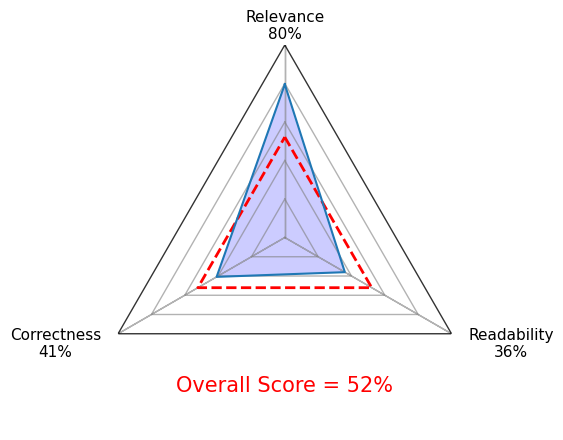 Relevance
80%
Correctness
41%
Readability
36%
Overall Score = 52%